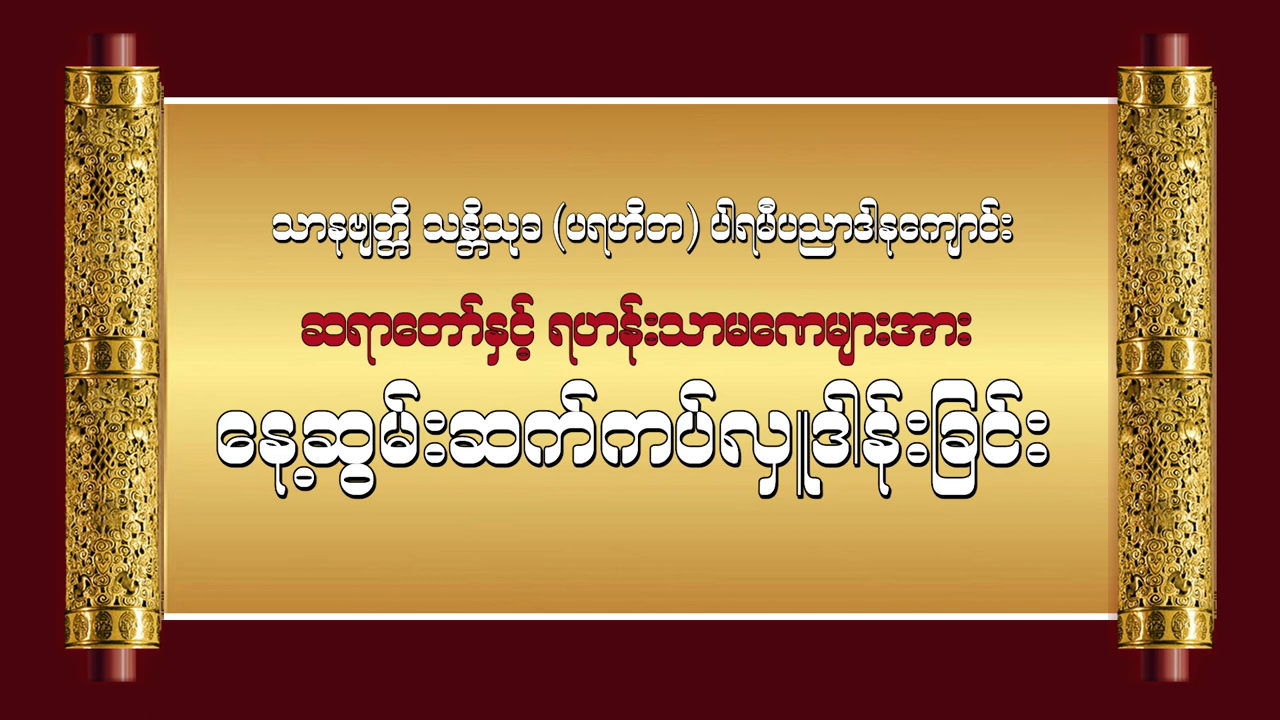 သာနဗျတ္တိ သန္တိသုခ (ပရဟိတ) ပါရမီပညာဒါနကျောင်း
ဆရာတော်နှင့် ရဟန်းသာမဏေများအား
နေ့ဆွမ်းဆက်ကပ်လှူဒါန်းခြင်း